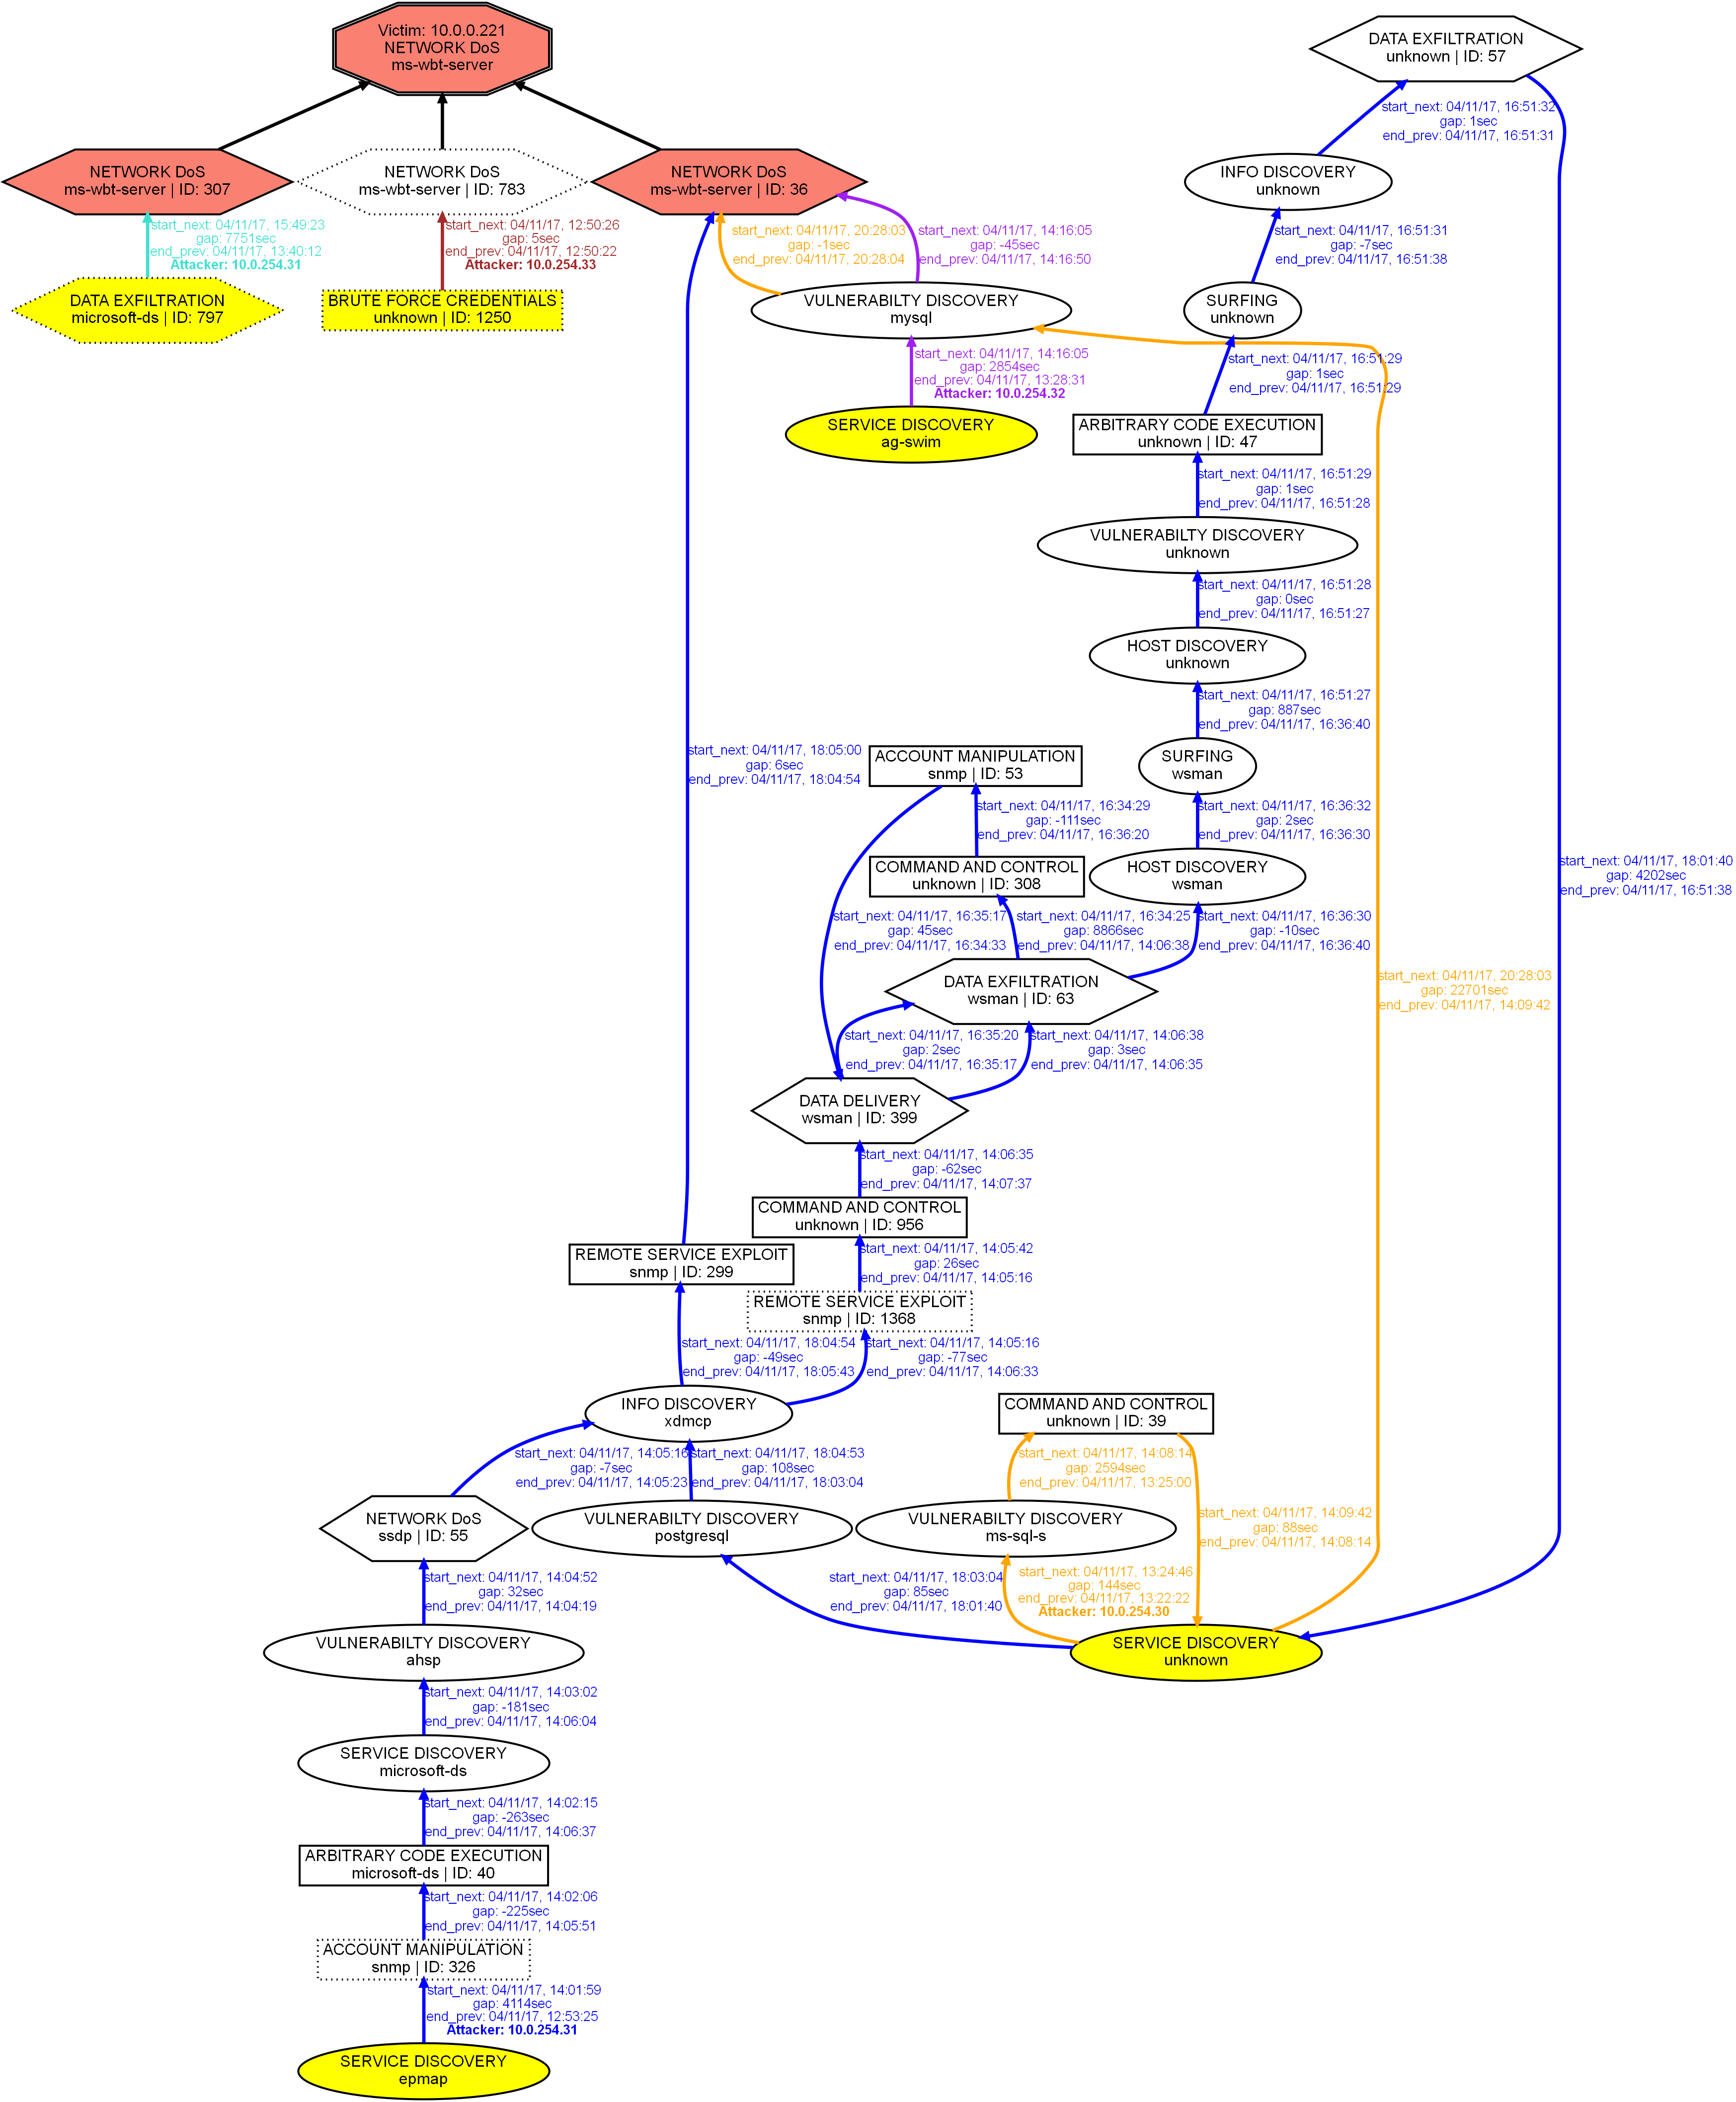 Victim: 10.0.0.221
NETWORK DoS
ms-wbt-server
DATA EXFILTRATION
unknown | ID: 57
start_next: 04/11/17, 16:51:32
gap: 1sec
end_prev: 04/11/17, 16:51:31
NETWORK DoS
ms-wbt-server | ID: 307
NETWORK DoS
ms-wbt-server | ID: 783
NETWORK DoS
ms-wbt-server | ID: 36
INFO DISCOVERY
unknown
start_next: 04/11/17, 15:49:23
gap: 7751sec
end_prev: 04/11/17, 13:40:12
Attacker: 10.0.254.31
start_next: 04/11/17, 12:50:26
gap: 5sec
end_prev: 04/11/17, 12:50:22
Attacker: 10.0.254.33
start_next: 04/11/17, 20:28:03
gap: -1sec
end_prev: 04/11/17, 20:28:04
start_next: 04/11/17, 14:16:05
gap: -45sec
end_prev: 04/11/17, 14:16:50
start_next: 04/11/17, 16:51:31
gap: -7sec
end_prev: 04/11/17, 16:51:38
DATA EXFILTRATION
microsoft-ds | ID: 797
BRUTE FORCE CREDENTIALS
unknown | ID: 1250
VULNERABILTY DISCOVERY
mysql
SURFING
unknown
start_next: 04/11/17, 14:16:05
gap: 2854sec
end_prev: 04/11/17, 13:28:31
Attacker: 10.0.254.32
start_next: 04/11/17, 16:51:29
gap: 1sec
end_prev: 04/11/17, 16:51:29
SERVICE DISCOVERY
ag-swim
ARBITRARY CODE EXECUTION
unknown | ID: 47
start_next: 04/11/17, 16:51:29
gap: 1sec
end_prev: 04/11/17, 16:51:28
VULNERABILTY DISCOVERY
unknown
start_next: 04/11/17, 16:51:28
gap: 0sec
end_prev: 04/11/17, 16:51:27
HOST DISCOVERY
unknown
start_next: 04/11/17, 16:51:27
gap: 887sec
end_prev: 04/11/17, 16:36:40
start_next: 04/11/17, 18:05:00
gap: 6sec
end_prev: 04/11/17, 18:04:54
ACCOUNT MANIPULATION
snmp | ID: 53
SURFING
wsman
start_next: 04/11/17, 16:34:29
gap: -111sec
end_prev: 04/11/17, 16:36:20
start_next: 04/11/17, 16:36:32
gap: 2sec
end_prev: 04/11/17, 16:36:30
COMMAND AND CONTROL
unknown | ID: 308
HOST DISCOVERY
wsman
start_next: 04/11/17, 18:01:40
gap: 4202sec
end_prev: 04/11/17, 16:51:38
start_next: 04/11/17, 16:35:17
gap: 45sec
end_prev: 04/11/17, 16:34:33
start_next: 04/11/17, 16:34:25
gap: 8866sec
end_prev: 04/11/17, 14:06:38
start_next: 04/11/17, 16:36:30
gap: -10sec
end_prev: 04/11/17, 16:36:40
DATA EXFILTRATION
wsman | ID: 63
start_next: 04/11/17, 20:28:03
gap: 22701sec
end_prev: 04/11/17, 14:09:42
start_next: 04/11/17, 16:35:20
gap: 2sec
end_prev: 04/11/17, 16:35:17
start_next: 04/11/17, 14:06:38
gap: 3sec
end_prev: 04/11/17, 14:06:35
DATA DELIVERY
wsman | ID: 399
start_next: 04/11/17, 14:06:35
gap: -62sec
end_prev: 04/11/17, 14:07:37
COMMAND AND CONTROL
unknown | ID: 956
REMOTE SERVICE EXPLOIT
snmp | ID: 299
start_next: 04/11/17, 14:05:42
gap: 26sec
end_prev: 04/11/17, 14:05:16
REMOTE SERVICE EXPLOIT
snmp | ID: 1368
start_next: 04/11/17, 18:04:54
gap: -49sec
end_prev: 04/11/17, 18:05:43
start_next: 04/11/17, 14:05:16
gap: -77sec
end_prev: 04/11/17, 14:06:33
INFO DISCOVERY
xdmcp
COMMAND AND CONTROL
unknown | ID: 39
start_next: 04/11/17, 14:05:16
gap: -7sec
end_prev: 04/11/17, 14:05:23
start_next: 04/11/17, 18:04:53
gap: 108sec
end_prev: 04/11/17, 18:03:04
start_next: 04/11/17, 14:08:14
gap: 2594sec
end_prev: 04/11/17, 13:25:00
NETWORK DoS
ssdp | ID: 55
VULNERABILTY DISCOVERY
postgresql
VULNERABILTY DISCOVERY
ms-sql-s
start_next: 04/11/17, 14:09:42
gap: 88sec
end_prev: 04/11/17, 14:08:14
start_next: 04/11/17, 14:04:52
gap: 32sec
end_prev: 04/11/17, 14:04:19
start_next: 04/11/17, 18:03:04
gap: 85sec
end_prev: 04/11/17, 18:01:40
start_next: 04/11/17, 13:24:46
gap: 144sec
end_prev: 04/11/17, 13:22:22
Attacker: 10.0.254.30
VULNERABILTY DISCOVERY
ahsp
SERVICE DISCOVERY
unknown
start_next: 04/11/17, 14:03:02
gap: -181sec
end_prev: 04/11/17, 14:06:04
SERVICE DISCOVERY
microsoft-ds
start_next: 04/11/17, 14:02:15
gap: -263sec
end_prev: 04/11/17, 14:06:37
ARBITRARY CODE EXECUTION
microsoft-ds | ID: 40
start_next: 04/11/17, 14:02:06
gap: -225sec
end_prev: 04/11/17, 14:05:51
ACCOUNT MANIPULATION
snmp | ID: 326
start_next: 04/11/17, 14:01:59
gap: 4114sec
end_prev: 04/11/17, 12:53:25
Attacker: 10.0.254.31
SERVICE DISCOVERY
epmap